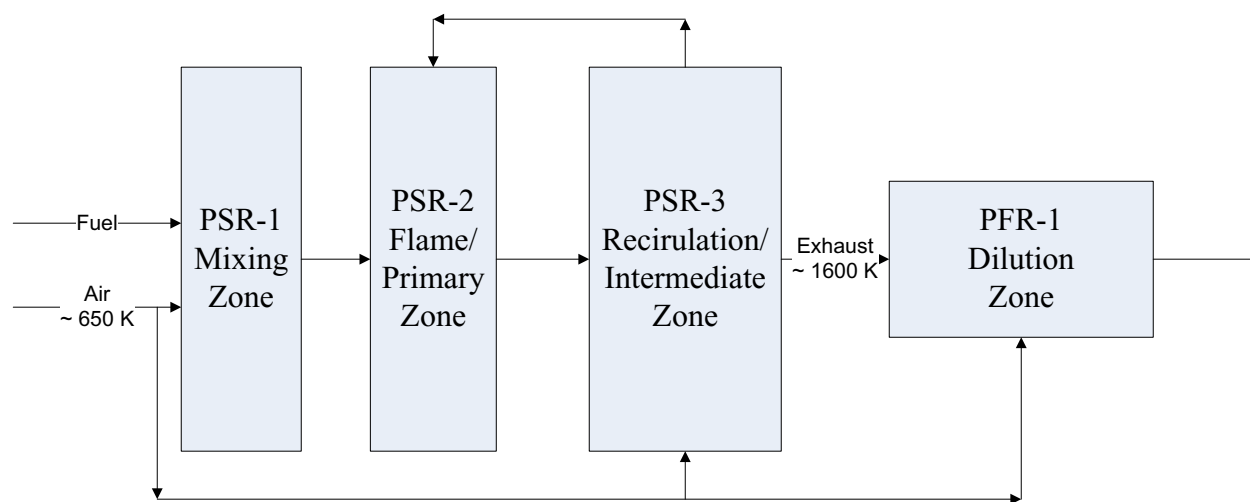 Fuel
Air
~ 650 K
PSR-1
Mixing
Zone
PSR-2
Flame/
Primary
Zone
PSR-3
Recirulation/
Intermediate
Zone
Exhaust
~ 1600 K
PFR-1
Dilution
Zone